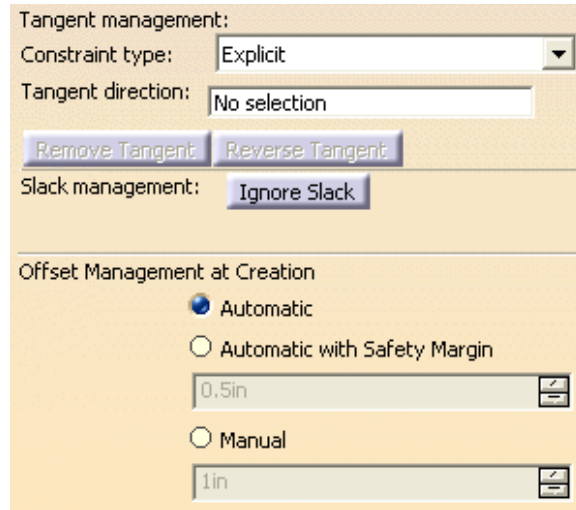 Tangent management:
Constraint type: Explicit
Tangent direction: No selection
Remove Tangent Reverse Tangent
Slack management: Ignore Slack
Offset Management at Creation
Automatic
Automatic with Safety Margin
0.5in
Manual
1in